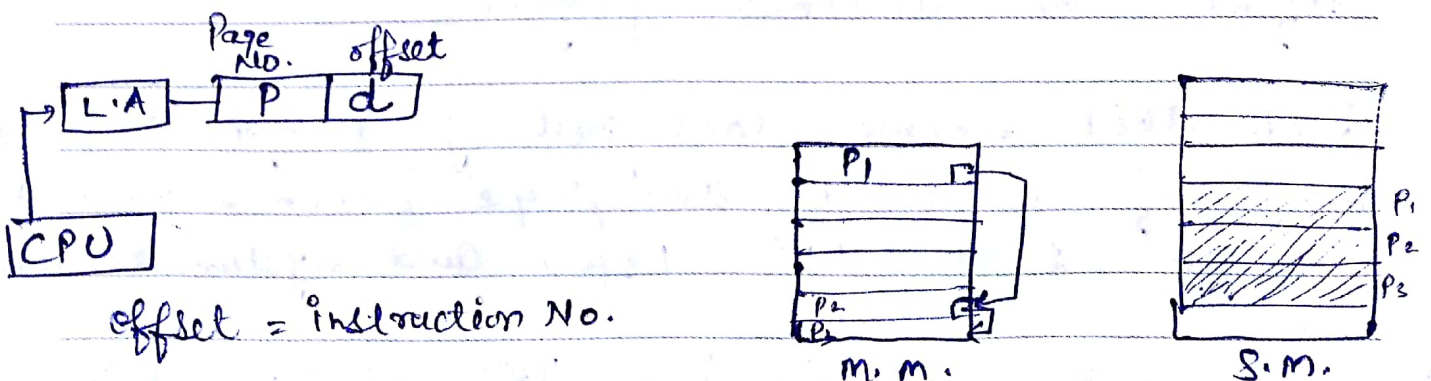 Page
No. offset
L.A P d
CPU
offset = instruction No.
P1
P2
M.M.
P1
P2
P3
S.M.